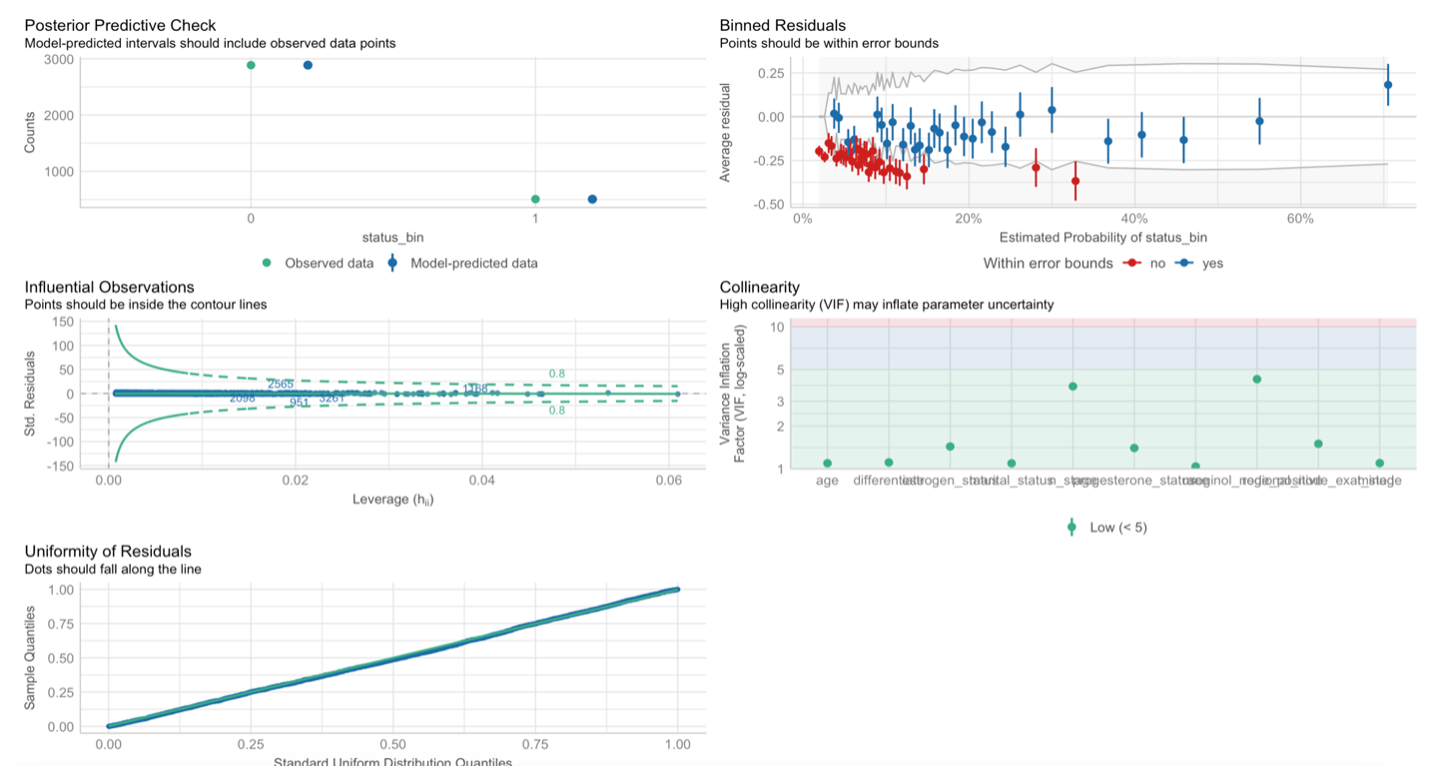 Posterior Predictive Check
Model-predicted intervals should include observed data points
3000
2000
1000
Counts
0
1
status_bin
Observed data
Model-predicted data
Binned Residuals
Points should be within error bounds
0.25
0.00
-0.25
-0.50
Average residual
0%
20%
40%
60%
Estimated Probability of status_bin
Within error bounds
no
yes
Influential Observations
Points should be inside the contour lines
150
100
50
0
-50
-100
-150
Std. Residuals
2565
2098
951
3261
1168
0.8
0.8
0.00
0.02
0.04
0.06
Leverage (hᵢᵢ)
Collinearity
High collinearity (VIF) may inflate parameter uncertainty
10
5
3
2
1
Variance Inflation
Factor (VIF, log-scaled)
age
differentiate
estrogen_status
marital_status
n_stage
progesterone_status
regional_node_examined
Low (< 5)
Uniformity of Residuals
Dots should fall along the line
1.00
0.75
0.50
0.25
0.00
Sample Quantiles
0.00
0.25
0.50
0.75
1.00
Standard Uniform Distribution Quantiles